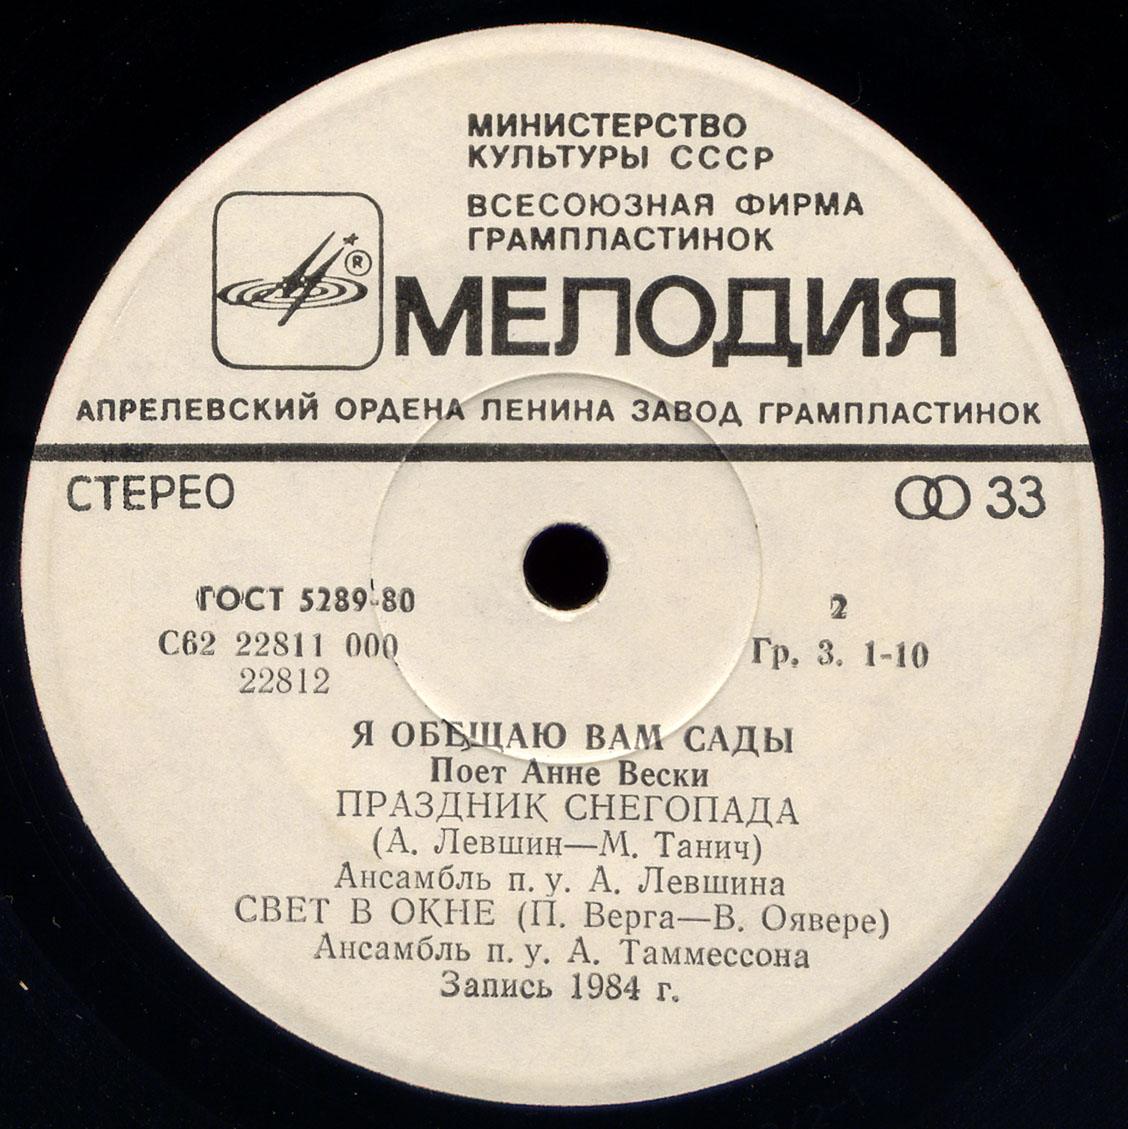 МИНИСТЕРСТВО
КУЛЬТУРЫ СССР
ВСЕСОЮЗНАЯ ФИРМА
ГРАМПЛАСТИНОК
®
МЕЛОДИЯ
АПРЕЛЕВСКИЙ ОРДЕНА ЛЕНИНА ЗАВОД ГРАМПЛАСТИНОК
СТЕРЕО
33
ГОСТ 5289-80
2
С62 22811 000
Гр. 3. 1-10
22812
Я ОБЕЩАЮ ВАМ САДЫ
Поет Анне Вески
ПРАЗДНИК СНЕГОПАДА
(А. Левшин—М. Танич)
Ансамбль п. у. А. Левшина
СВЕТ В ОКНЕ (П. Верга—В. Оявере)
Ансамбль п. у. А. Таммессона
Запись 1984 г.